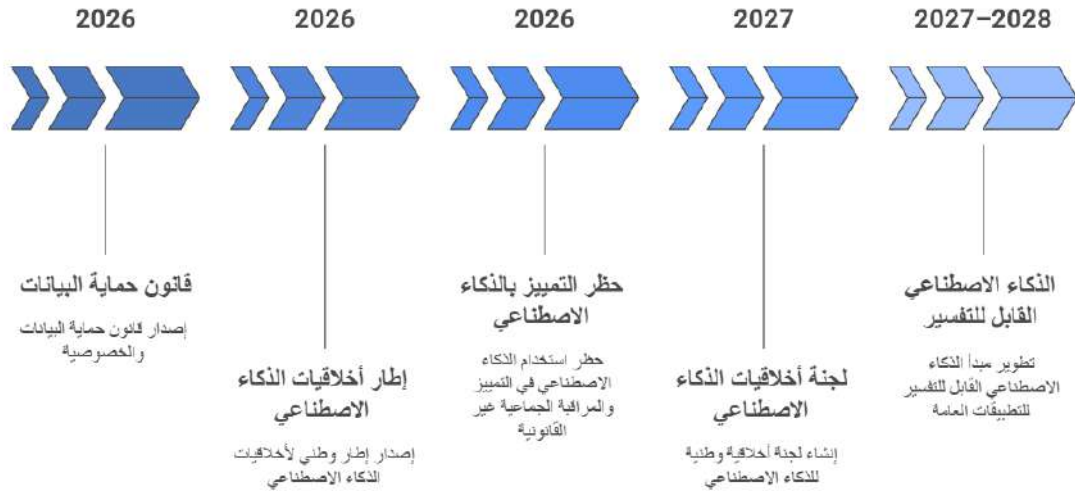 2026
2026
2026
2027
2027–2028
قانون حماية البيانات
إصدار قانون حماية البيانات
والخصوصية
إطار أخلاقيات الذكاء
الاصطناعي
إصدار إطار وطني لأخلاقيات
الذكاء الاصطناعي
حظر التمييز بالذكاء
الاصطناعي
حظر استخدام الذكاء
الاصطناعي في التمييز
والمراقبة الجماعية غير
القانونية
لجنة أخلاقيات الذكاء
الاصطناعي
إنشاء لجنة أخلاقية وطنية
للذكاء الاصطناعي
الذكاء الاصطناعي
القابل للتفسير
تطوير مبدأ الذكاء
الاصطناعي القابل للتفسير
للتطبيقات العامة